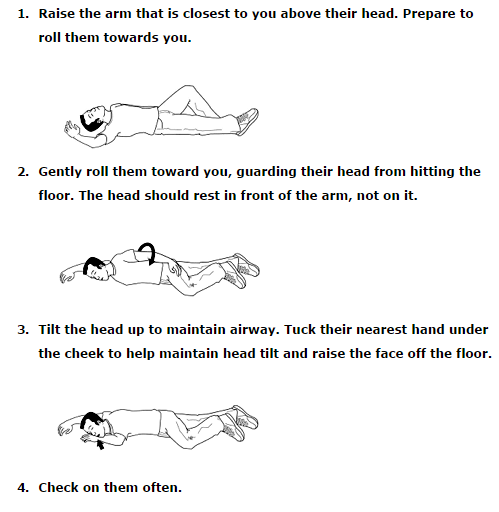 1. Raise the arm that is closest to you above their head. Prepare to
roll them towards you.
2. Gently roll them toward you, guarding their head from hitting the
floor. The head should rest in front of the arm, not on it.
3. Tilt the head up to maintain airway. Tuck their nearest hand under
the cheek to help maintain head tilt and raise the face off the floor.
4. Check on them often.